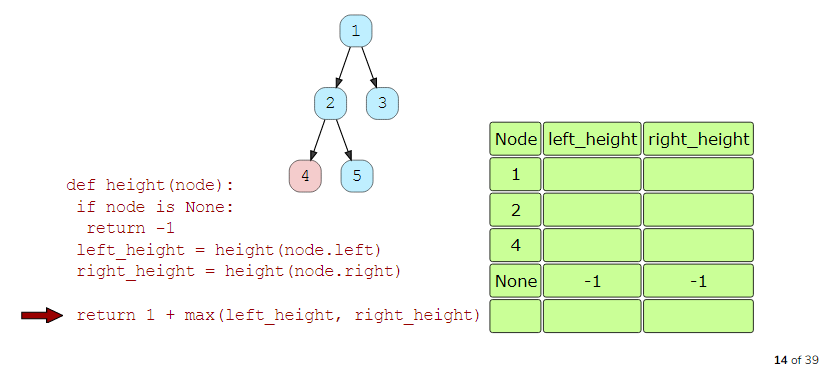 1
2 3
4 5
def height(node):
if node is None:
return -1
left_height = height(node.left)
right_height = height(node.right)
return 1 + max(left_height, right_height)
Node left_height right_height
1
2
4
None -1 -1
14 of 39